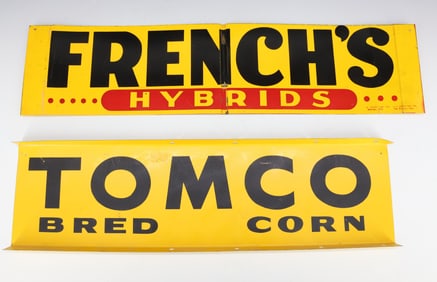 FRENCH'S
HYBRIDS
TOMCO
BRED CORN